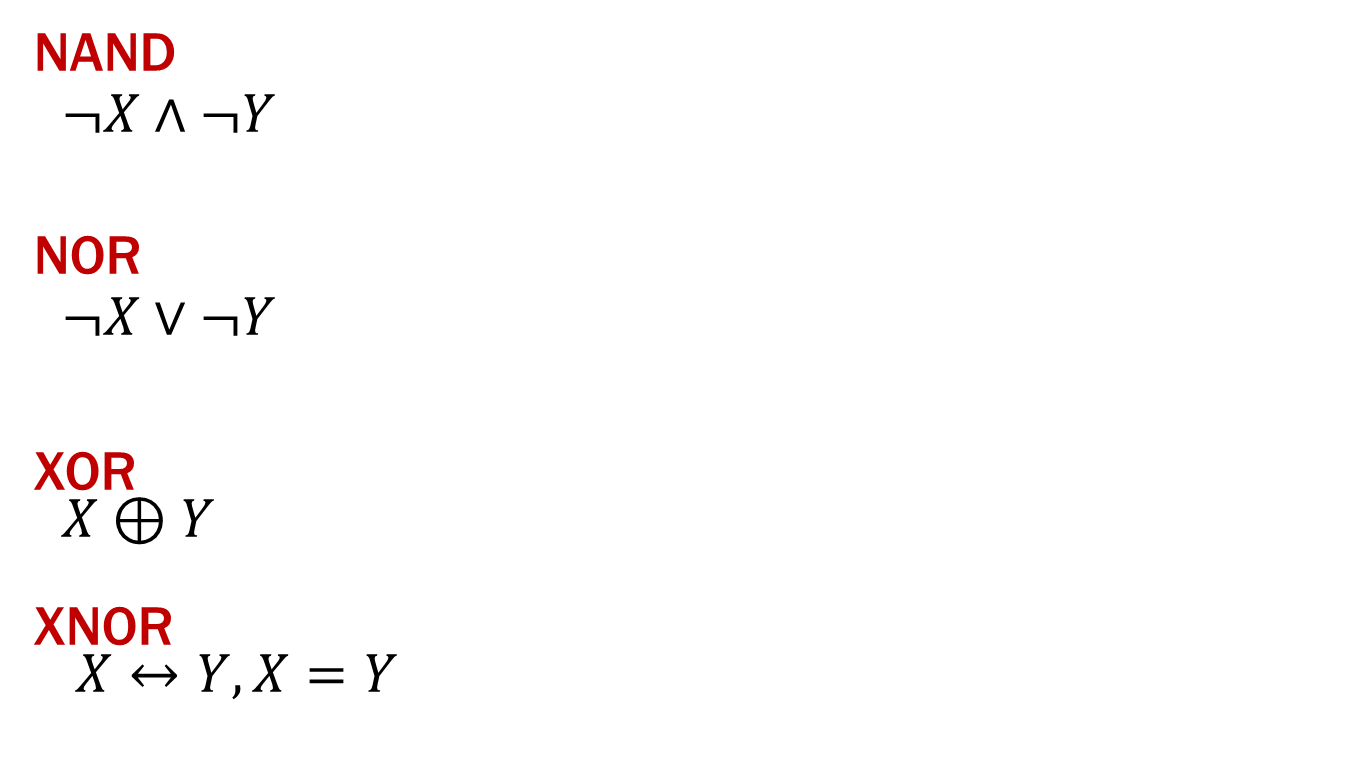 NAND
¬X ∧ ¬Y
NOR
¬X ∨ ¬Y
XOR
X ⊕ Y
XNOR
X ↔ Y, X = Y